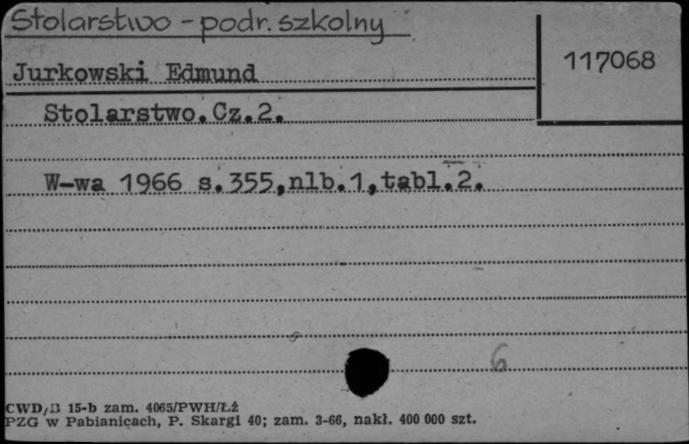 Stolarstwo - podr. szkolny
117068
Jurkowski Edmund
Stolarstwo. Cz.2.
W-wa 1966 s.355,nlb.1,tabl.2.
6
CWD/B 15-b zam. 4065/PWH/Łź
PZG w Pabianicach, P. Skargi 40; zam. 3-66, nakł. 400 000 szt.